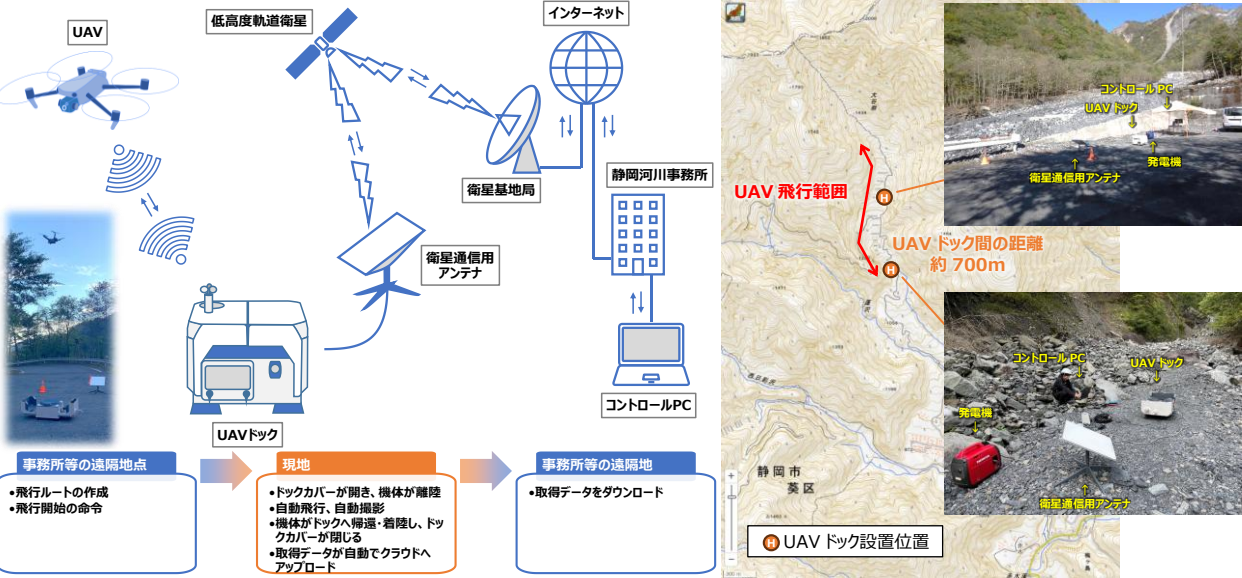 UAV
低高度軌道衛星
インターネット
衛星基地局
静岡河川事務所
衛星通信用
アンテナ
UAVドック
コントロールPC
事務所等の遠隔地点
•飛行ルートの作成
•飛行開始の命令
現地
•ドックカバーが開き、機体が離陸
•自動飛行、自動撮影
•機体がドックへ帰還・着陸し、ドッ
クカバーが閉じる
•取得データが自動でクラウドへ
アップロード
事務所等の遠隔地
•取得データをダウンロード
UAV 飛行範囲
H
UAV ドック間の距離
約 700m
H
静岡市
葵区
H UAV ドック設置位置
コントロール PC
UAV ドック
発電機
衛星通信用アンテナ
コントロール PC
UAV ドック
発電機
衛星通信用アンテナ